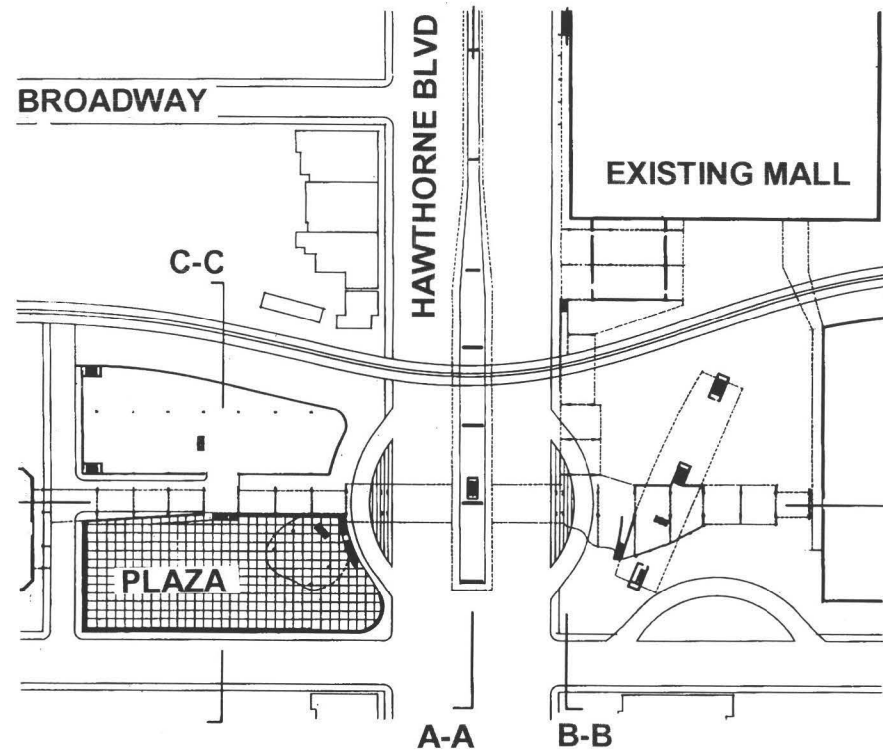 BROADWAY
HAWTHORNE BLVD
EXISTING MALL
C-C
PLAZA
A-A
B-B